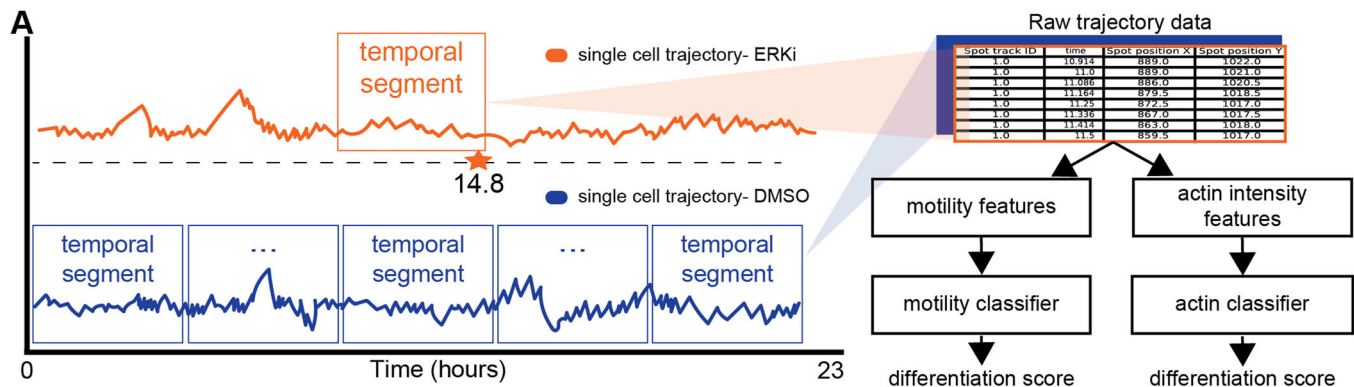 A
temporal
segment
single cell trajectory- ERKi
14.8
single cell trajectory- DMSO
temporal
segment
...
temporal
segment
...
temporal
segment
0
Time (hours)
23
Raw trajectory data
Spot track ID time Spot position X Spot position Y
1.0 10.914 889.0 1022.0
1.0 11.0 889.0 1021.0
1.0 11.086 886.0 1020.5
1.0 11.164 879.5 1018.5
1.0 11.25 872.5 1017.0
1.0 11.336 867.0 1017.5
1.0 11.414 863.0 1018.0
1.0 11.5 859.5 1017.0
motility features
actin intensity
features
motility classifier
actin classifier
differentiation score
differentiation score